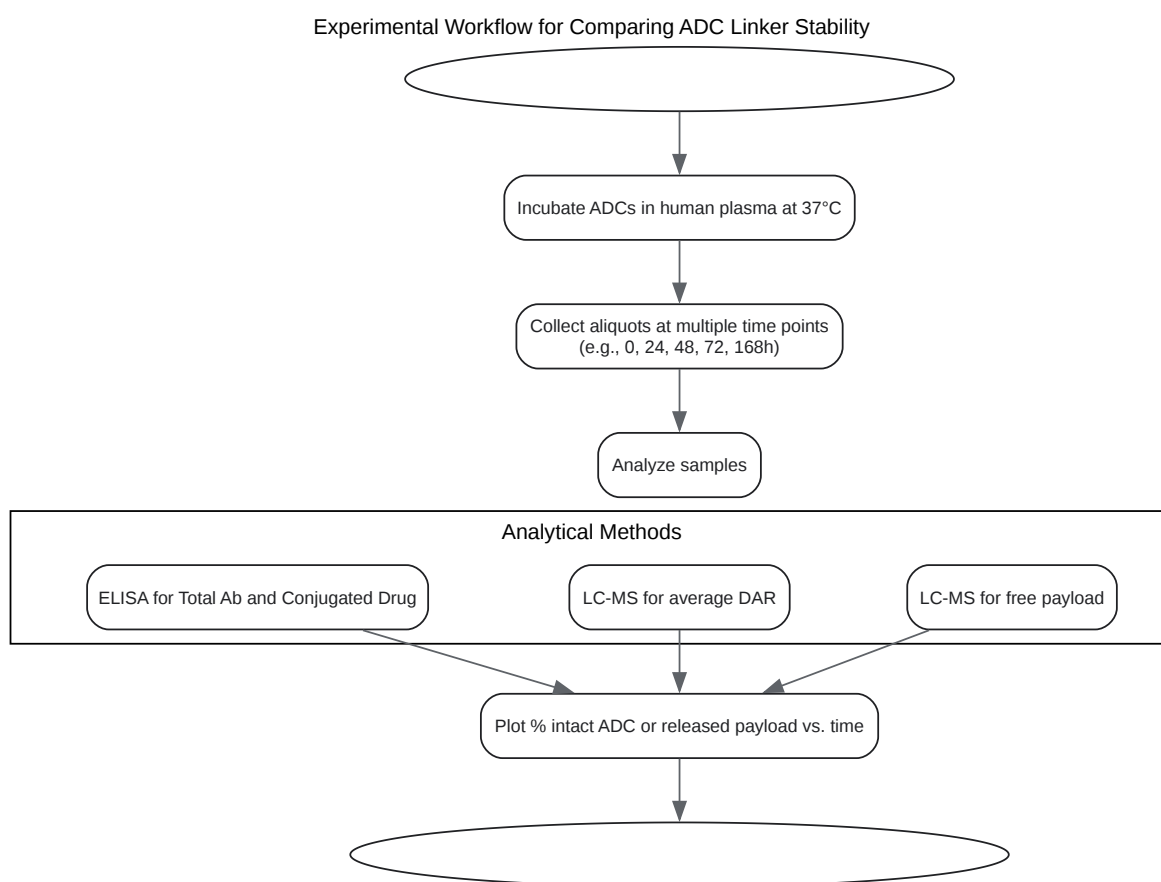 Experimental Workflow for Comparing ADC Linker Stability
Incubate ADCs in human plasma at 37°C
Collect aliquots at multiple time points
(e.g., 0, 24, 48, 72, 168h)
Analyze samples
Analytical Methods
ELISA for Total Ab and Conjugated Drug
LC-MS for average DAR
LC-MS for free payload
Plot % intact ADC or released payload vs. time